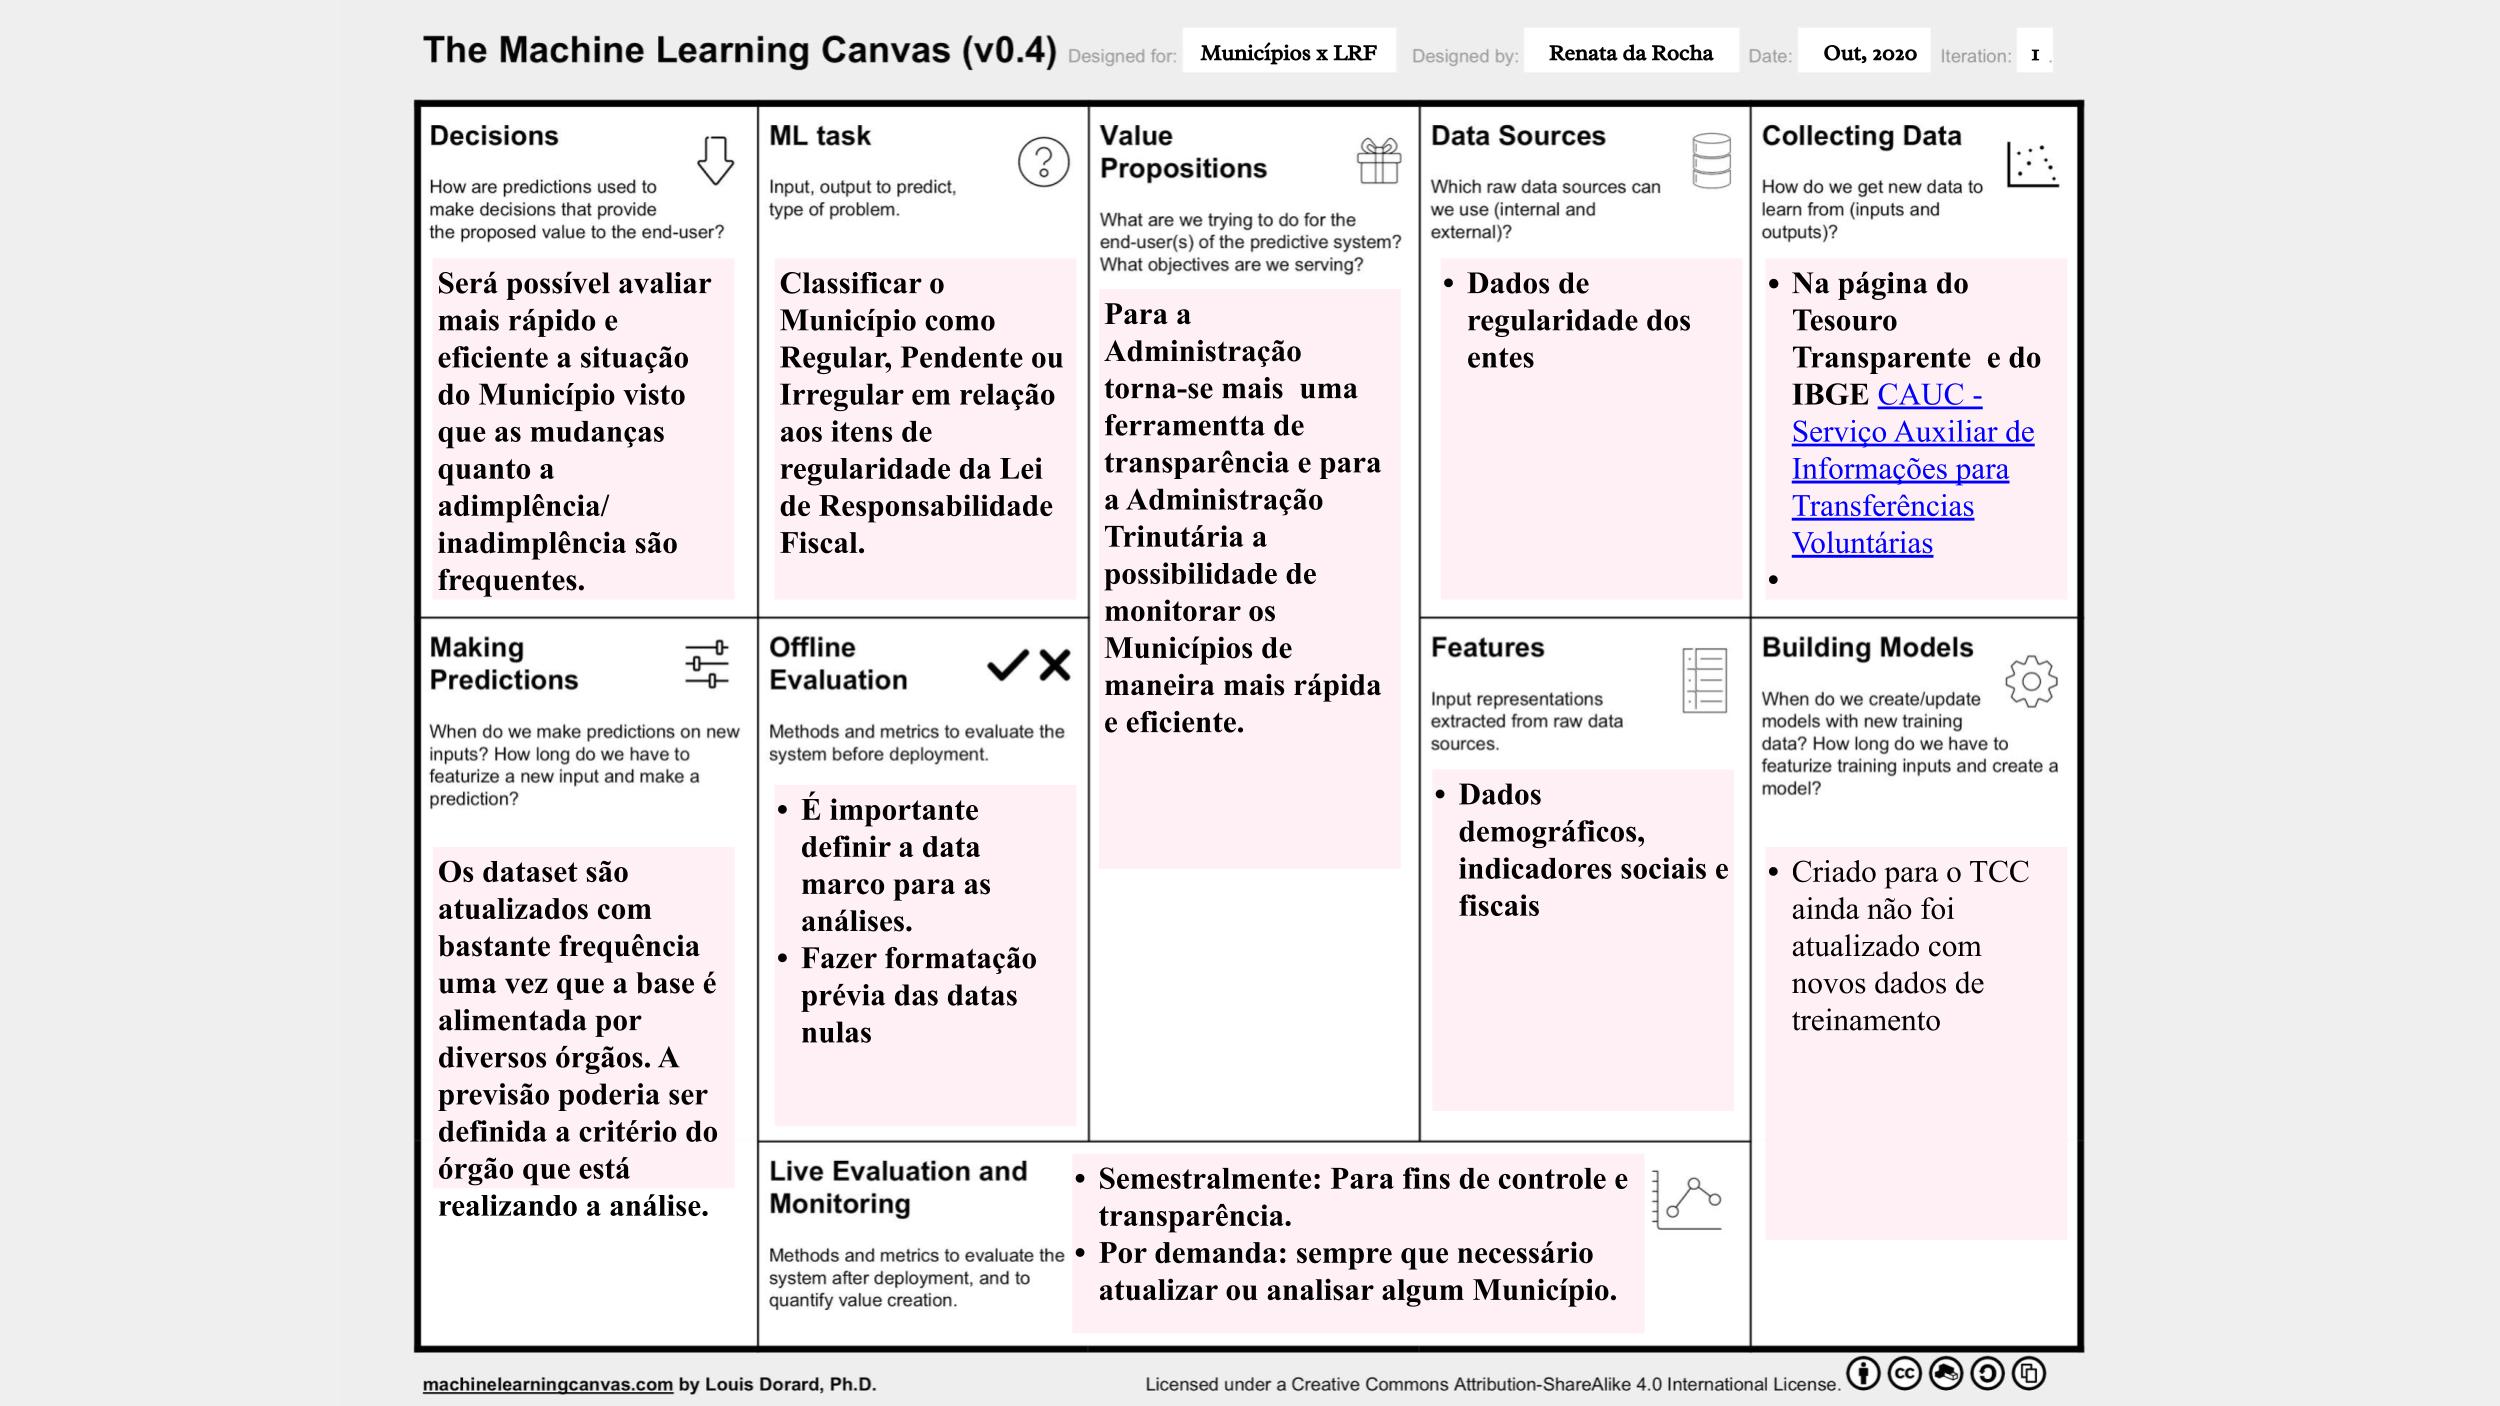 The Machine Learning Canvas (v0.4)
Designed for:
Municípios x LRF
Designed by:
Renata da Rocha
Date:
Out, 2020
Iteration:
1 .
Decisions
How are predictions used to
make decisions that provide
the proposed value to the end-user?
Será possível avaliar
mais rápido e
eficiente a situação
do Município visto
que as mudanças
quanto a
adimplência/
inadimplência são
frequentes.
ML task
Input, output to predict,
type of problem.
Classificar o
Município como
Regular, Pendente ou
Irregular em relação
aos itens de
regularidade da Lei
de Responsabilidade
Fiscal.
Value
Propositions
What are we trying to do for the
end-user(s) of the predictive system?
What objectives are we serving?
Para a
Administração
torna-se mais  uma
ferramentta de
transparência e para
a Administração
Trinutária a
possibilidade de
monitorar os
Municípios de
maneira mais rápida
e eficiente.
Data Sources
Which raw data sources can
we use (internal and
external)?
• Dados de
regularidade dos
entes
Collecting Data
How do we get new data to
learn from (inputs and
outputs)?
• Na página do
Tesouro
Transparente  e do
IBGE CAUC -
Serviço Auxiliar de
Informações para
Transferências
Voluntárias
•
Making
Predictions
When do we make predictions on new
inputs? How long do we have to
featurize a new input and make a
prediction?
Os dataset são
atualizados com
bastante frequência
uma vez que a base é
alimentada por
diversos órgãos. A
previsão poderia ser
definida a critério do
órgão que está
realizando a análise.
Offline
Evaluation
Methods and metrics to evaluate the
system before deployment.
• É importante
definir a data
marco para as
análises.
• Fazer formatação
prévia das datas
nulas
Features
Input representations
extracted from raw data
sources.
• Dados
demográficos,
indicadores sociais e
fiscais
Building Models
When do we create/update
models with new training
data? How long do we have to
featurize training inputs and create a
model?
• Criado para o TCC
ainda não foi
atualizado com
novos dados de
treinamento
Live Evaluation and
Monitoring
Methods and metrics to evaluate the
system after deployment, and to
quantify value creation.
• Semestralmente: Para fins de controle e
transparência.
• Por demanda: sempre que necessário
atualizar ou analisar algum Município.
machinelearningcanvas.com by Louis Dorard, Ph.D.
Licensed under a Creative Commons Attribution-ShareAlike 4.0 International License.
cc